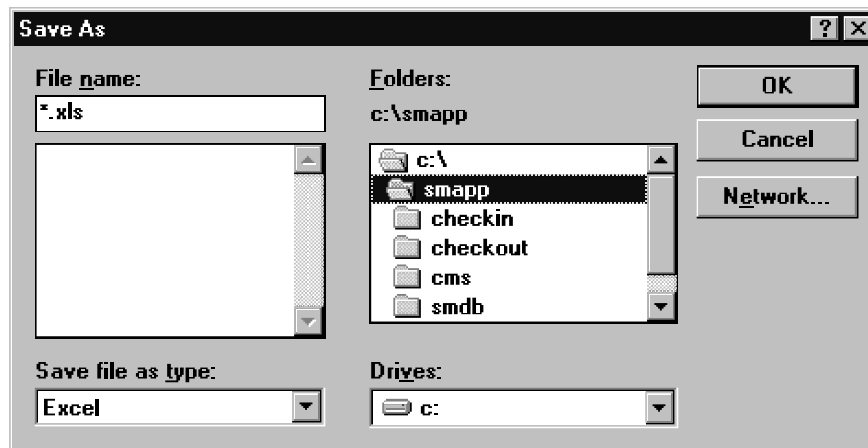 Save As
File name:
*.xls
Folders:
c:\smapp
c:\
smapp
checkin
checkout
cms
smdb
OK
Cancel
Network...
Save file as type:
Excel
Drives:
c: